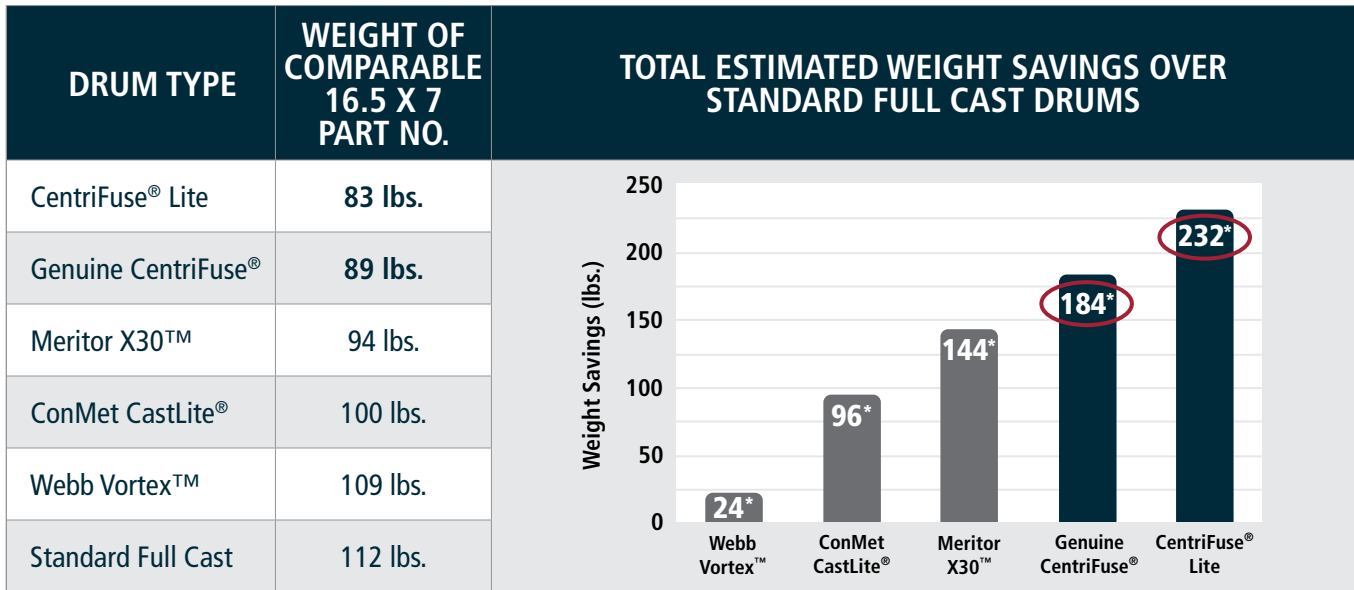 DRUM TYPE
WEIGHT OF
COMPARABLE
16.5 X 7
PART NO.
TOTAL ESTIMATED WEIGHT SAVINGS OVER
STANDARD FULL CAST DRUMS
CentriFuse® Lite
83 lbs.
Genuine CentriFuse®
89 lbs.
Meritor X30™
94 lbs.
ConMet CastLite®
100 lbs.
Webb Vortex™
109 lbs.
Standard Full Cast
112 lbs.
Weight Savings (lbs.)
250
200
150
100
50
0
24*
96*
144*
184*
232*
Webb
Vortex™
ConMet
CastLite®
Meritor
X30™
Genuine
CentriFuse®
CentriFuse®
Lite